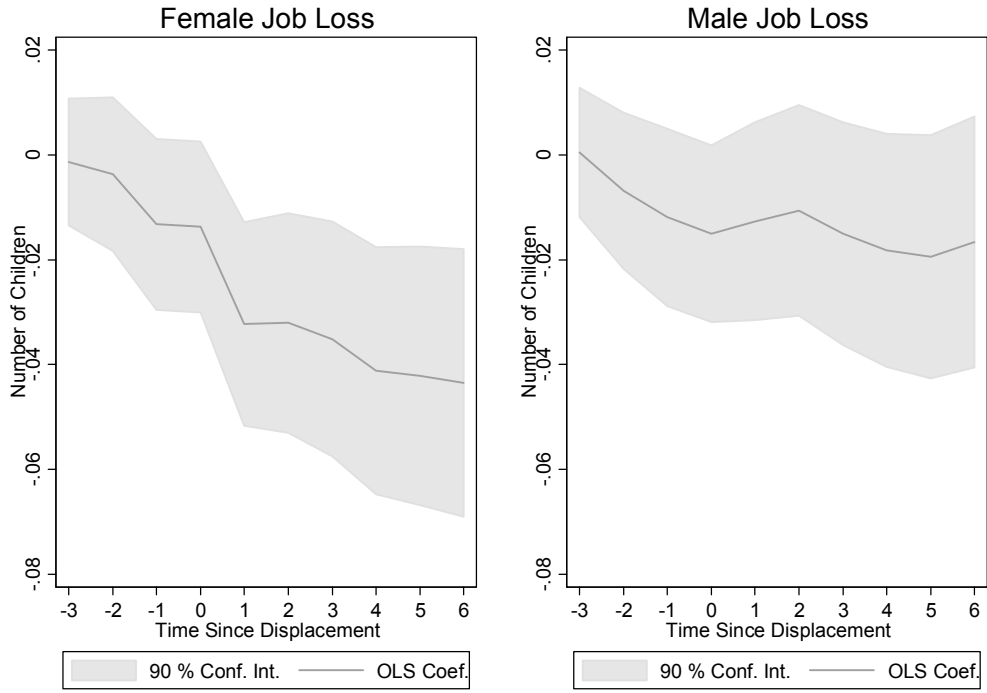 Female Job Loss
Number of Children
.02
0
-.02
-.04
-.06
-.08
-3 -2 -1 0 1 2 3 4 5 6
Time Since Displacement
90 % Conf. Int. OLS Coef.
Male Job Loss
Number of Children
.02
0
-.02
-.04
-.06
-.08
-3 -2 -1 0 1 2 3 4 5 6
Time Since Displacement
90 % Conf. Int. OLS Coef.